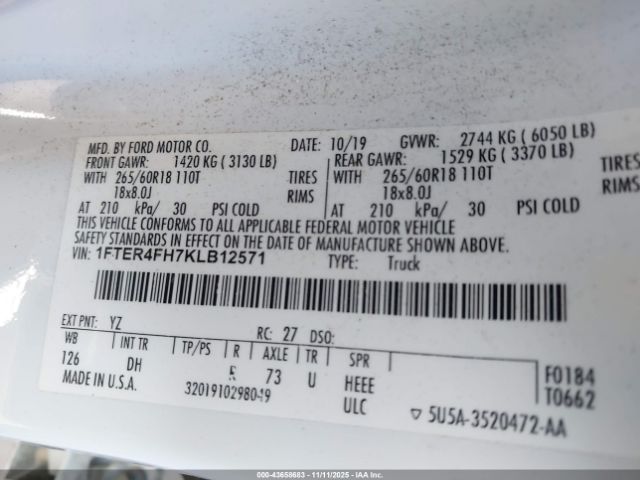 MFD. BY FORD MOTOR CO. DATE: 10/19 GVWR: 2744 KG ( 6050 LB)
FRONT GAWR: 1420 KG ( 3130 LB) REAR GAWR: 1529 KG ( 3370 LB)
WITH 265/60R18 110T TIRES WITH 265/60R18 110T TIRES
18x8.0J RIMS 18x8.0J RIMS
AT 210 kPa/ 30 PSI COLD AT 210 kPa/ 30 PSI COLD
THIS VEHICLE CONFORMS TO ALL APPLICABLE FEDERAL MOTOR VEHICLE
SAFETY STANDARDS IN EFFECT ON THE DATE OF MANUFACTURE SHOWN ABOVE.
VIN: 1FTER4FH7KLB12571 TYPE: Truck
EXT PNT: YZ RC: 27 DSO:
WB INT TR TP/PS R AXLE TR SPR
126 DH 73 U HEEE F0184
MADE IN U.S.A. ULC T0662
5U5A-3520472-AA
000-43658683 - 11/11/2025 - IAAI.CA